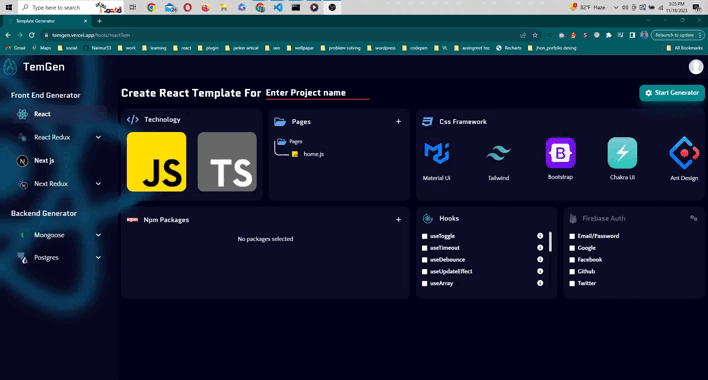 Type here to search
82°F Haze
3:25 PM
11/18/2023
Template Generator
temgen.vercel.app/tools/reactTem
Relaunch to update
Gmail
Maps
social
Naimur53
work
learning
react
plugin
janker artical
seo
wallpaper
problem solving
wordpress
codepen
VL
assingmnet tec
Recharts
jhon_portfolio desing
All Bookmarks
TemGen
Front End Generator
React
React Redux
Next js
Next Redux
Backend Generator
Mongoose
Postgres
Create React Template For Enter Project name
Start Generator
Technology
JS
TS
Pages
Pages
home.js
Css Framework
Material Ui
Tailwind
Bootstrap
Chakra UI
Ant Design
Npm Packages
No packages selected
Hooks
useToggle
useTimeout
useDebounce
useUpdateEffect
useArray
Firebase Auth
Email/Password
Google
Facebook
Github
Twitter